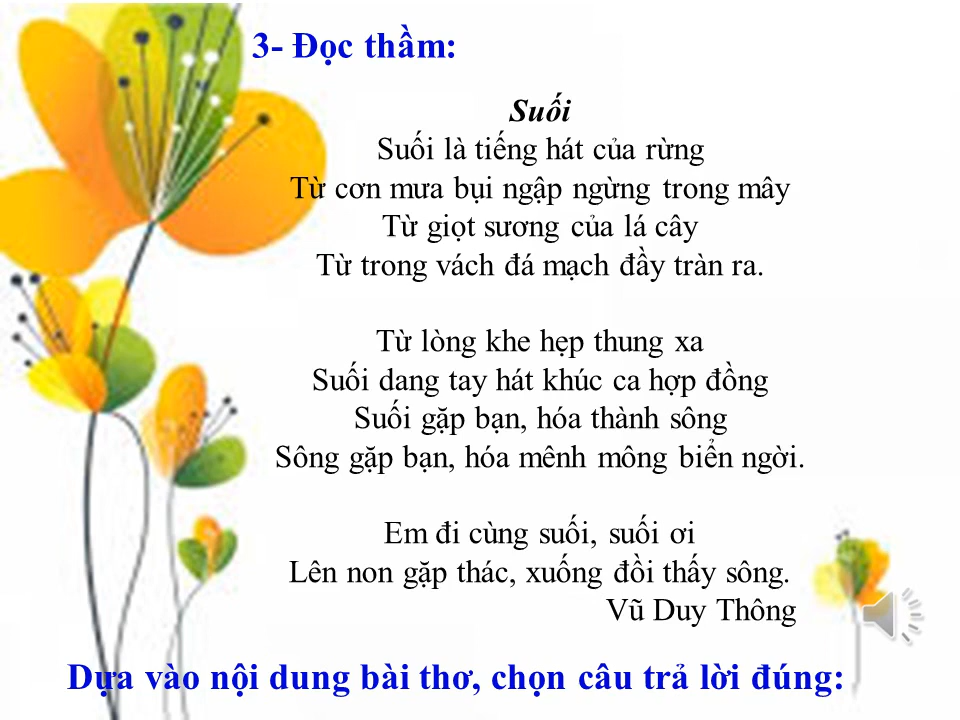 3- Đọc thầm:
Suối
Suối là tiếng hát của rừng
Từ cơn mưa bụi ngập ngừng trong mây
Từ giọt sương của lá cây
Từ trong vách đá mạch đầy tràn ra.
Từ lòng khe hẹp thung xa
Suối dang tay hát khúc ca hợp đồng
Suối gặp bạn, hóa thành sông
Sông gặp bạn, hóa mênh mông biển ngời.
Em đi cùng suối, suối ơi
Lên non gặp thác, xuống đồi thấy sông.
Vũ Duy Thông
Dựa vào nội dung bài thơ, chọn câu trả lời đúng: